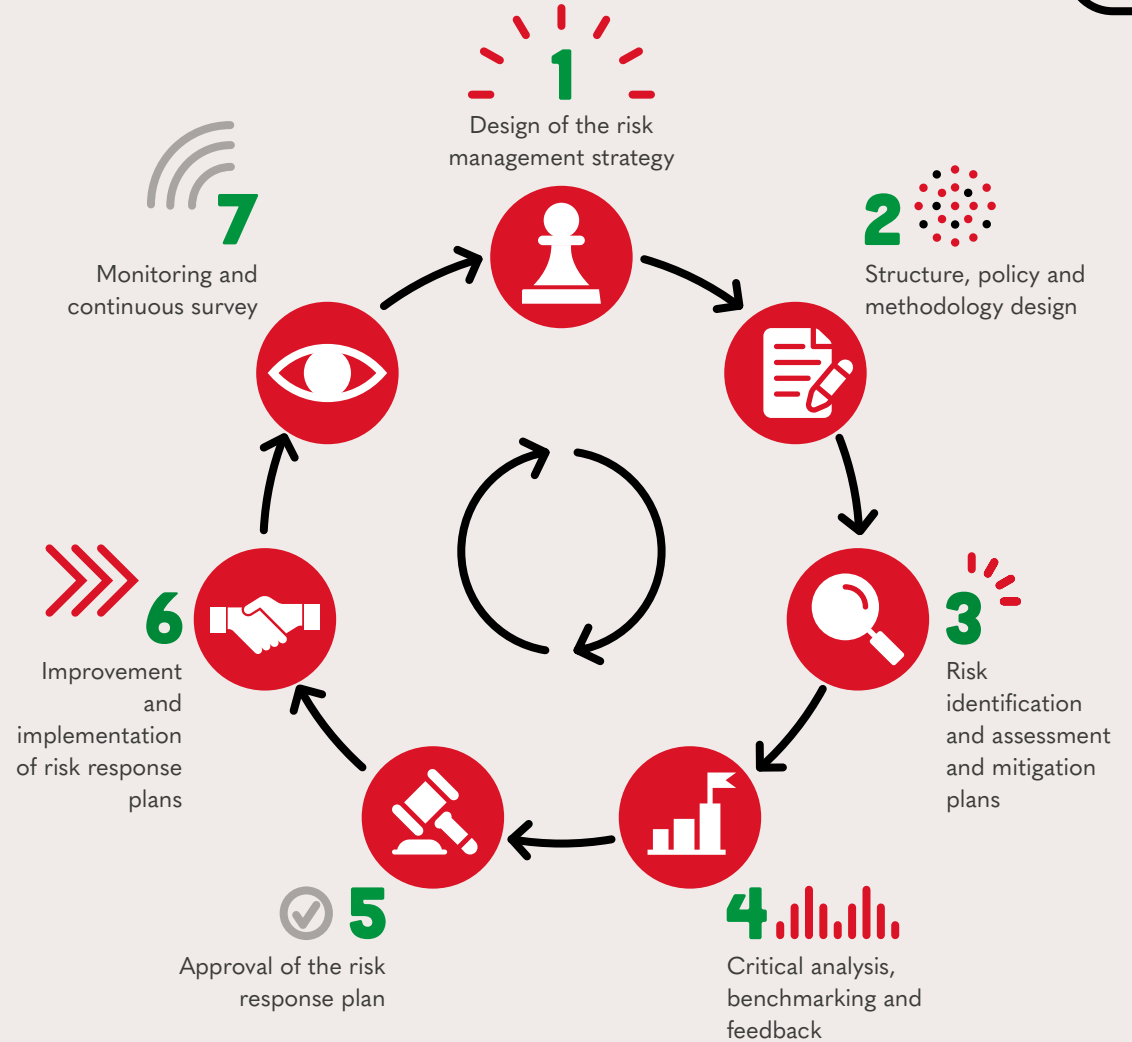 1
Design of the risk
management strategy
2
Structure, policy and
methodology design
3
Risk
identification
and assessment
and mitigation
plans
4
Critical analysis,
benchmarking and
feedback
5
Approval of the risk
response plan
6
Improvement
and
implementation
of risk response
plans
7
Monitoring and
continuous survey